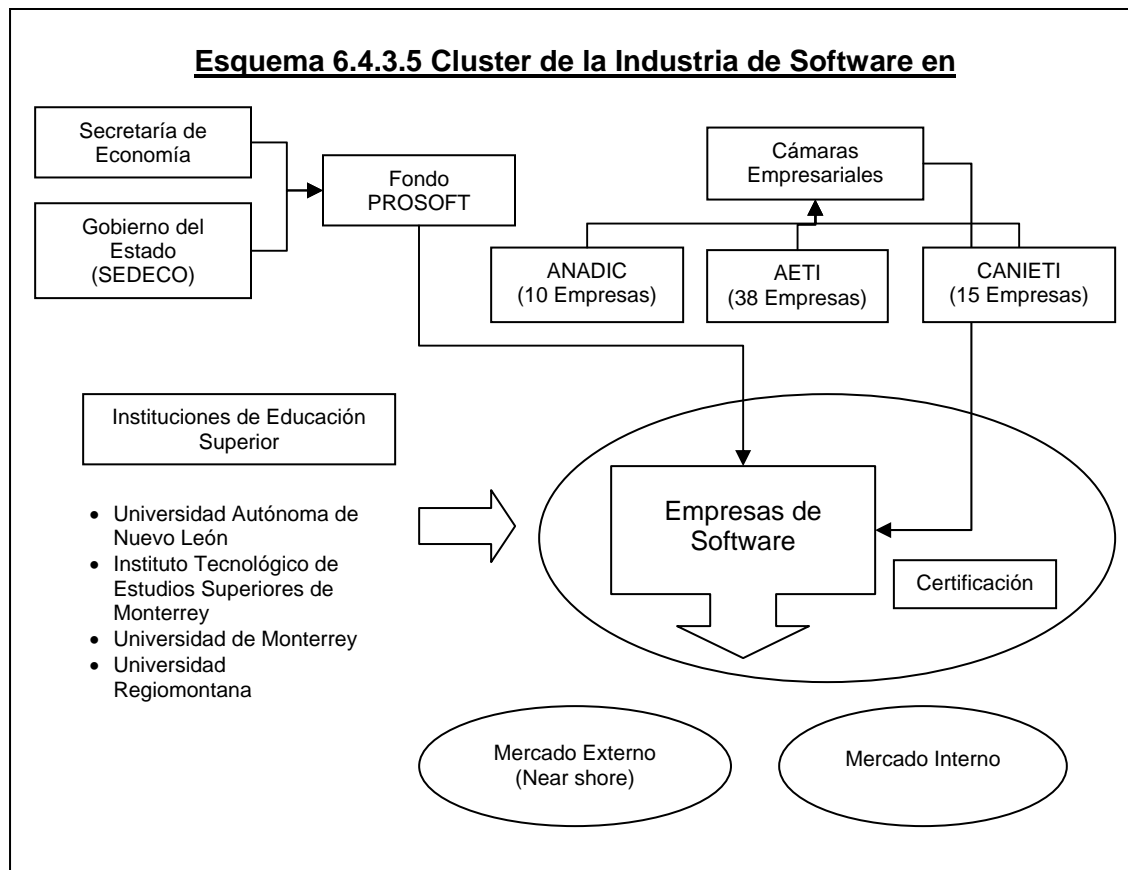 Esquema 6.4.3.5 Cluster de la Industria de Software en
Secretaría de
Economía
Gobierno del
Estado
(SEDECO)
Fondo
PROSOFT
Cámaras
Empresariales
ANADIC
(10 Empresas)
AETI
(38 Empresas)
CANIETI
(15 Empresas)
Instituciones de Educación
Superior
• Universidad Autónoma de
Nuevo León
• Instituto Tecnológico de
Estudios Superiores de
Monterrey
• Universidad de Monterrey
• Universidad
Regiomontana
Empresas de
Software
Certificación
Mercado Externo
(Near shore)
Mercado Interno